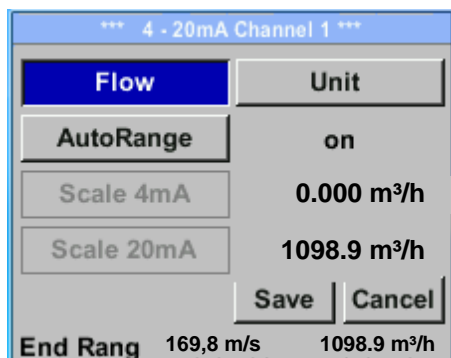 *** 4 - 20mA Channel 1 ***
Flow Unit
AutoRange on
Scale 4mA 0.000 m³/h
Scale 20mA 1098.9 m³/h
Save Cancel
End Rang 169,8 m/s 1098.9 m³/h